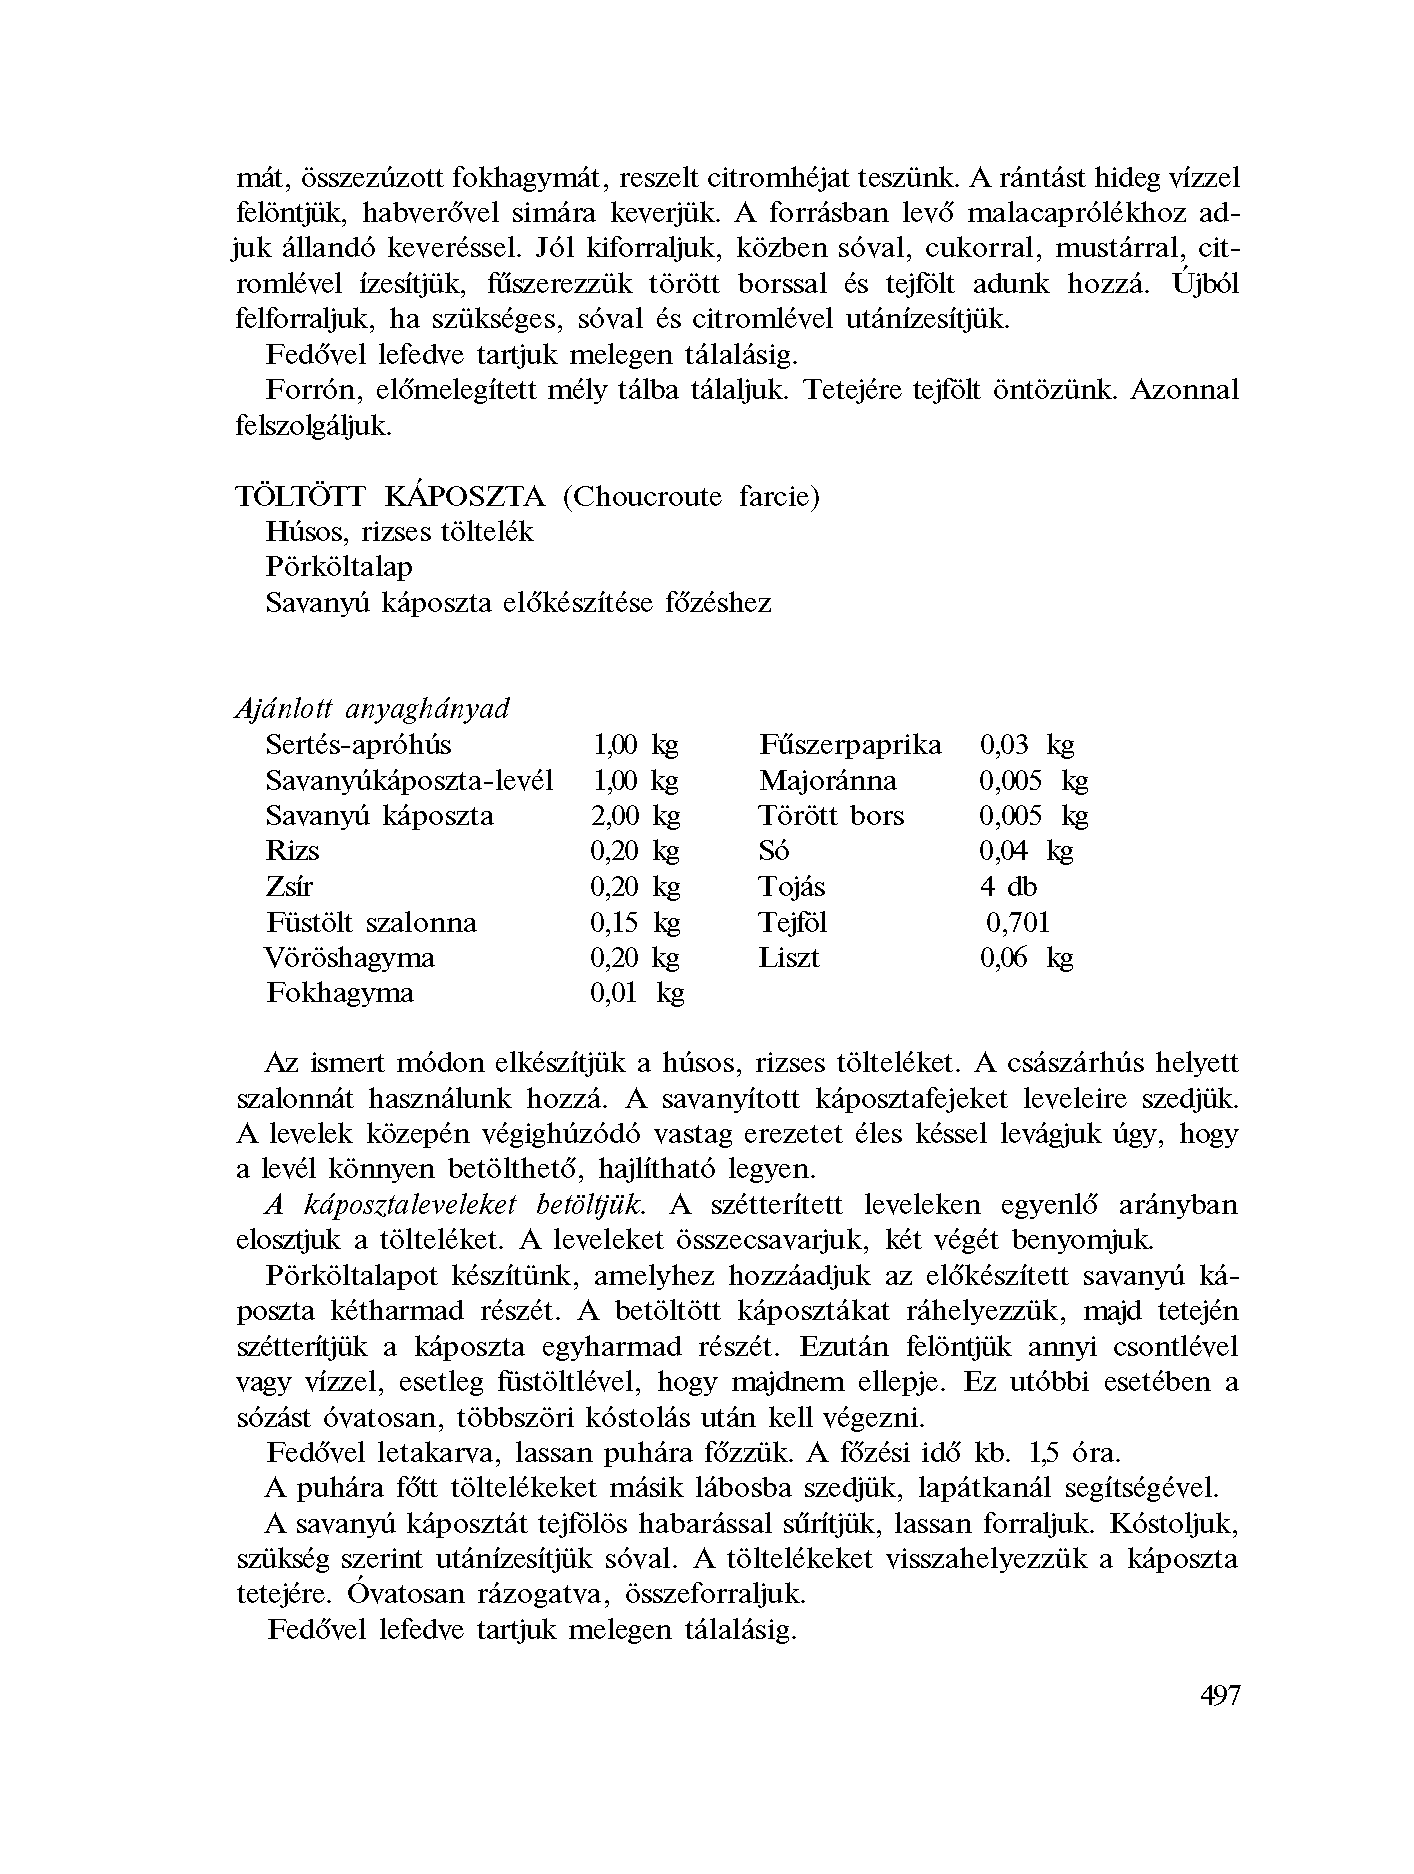 mát, összezúzott fokhagymát, reszelt citromhéjat teszünk. A rántást hideg vízzel
felöntjük, habverővel simára keverjük. A forrásban levő malacaprólékhoz ad-
juk állandó keveréssel. Jól kiforraljuk, közben sóval, cukorral, mustárral, cit-
romlével ízesítjük, fűszerezzük törött borssal és tejfölt adunk hozzá. Újból
felforraljuk, ha szükséges, sóval és citromlével utánízesítjük.
Fedővel lefedve tartjuk melegen tálalásig.
Forrón, előmelegített mély tálba tálaljuk. Tetejére tejfölt öntözünk. Azonnal
felszolgáljuk.
TÖLTÖTT KÁPOSZTA (Choucroute farcie)
Húsos, rizses töltelék
Pörköltalap
Savanyú káposzta előkészítése főzéshez
Ajánlott anyaghányad
Sertés-apróhús 1,00 kg Fűszerpaprika 0,03 kg
Savanyúkáposzta-levél 1,00 kg Majoránna 0,005 kg
Savanyú káposzta 2,00 kg Törött bors 0,005 kg
Rizs 0,20 kg Só 0,04 kg
Zsír 0,20 kg Tojás 4 db
Füstölt szalonna 0,15 kg Tejföl 0,701
Vöröshagyma 0,20 kg Liszt 0,06 kg
Fokhagyma 0,01 kg
Az ismert módon elkészítjük a húsos, rizses tölteléket. A császárhús helyett
szalonnát használunk hozzá. A savanyított káposztafejeket leveleire szedjük.
A levelek közepén végighúzódó vastag erezetet éles késsel levágjuk úgy, hogy
a levél könnyen betölthető, hajlítható legyen.
A káposztaleveleket betöltjük. A szétterített leveleken egyenlő arányban
elosztjuk a tölteléket. A leveleket összecsavarjuk, két végét benyomjuk.
Pörköltalapot készítünk, amelyhez hozzáadjuk az előkészített savanyú ká-
poszta kétharmad részét. A betöltött káposztákat ráhelyezzük, majd tetején
szétterítjük a káposzta egyharmad részét. Ezután felöntjük annyi csontlével
vagy vízzel, esetleg füstöltlével, hogy majdnem ellepje. Ez utóbbi esetében a
sózást óvatosan, többszöri kóstolás után kell végezni.
Fedővel letakarva, lassan puhára főzzük. A főzési idő kb. 1,5 óra.
A puhára főtt töltelékeket másik lábosba szedjük, lapátkanál segítségével.
A savanyú káposztát tejfölös habarással sűrítjük, lassan forraljuk. Kóstoljuk,
szükség szerint utánízesítjük sóval. A töltelékeket visszahelyezzük a káposzta
tetejére. Óvatosan rázogatva, összeforraljuk.
Fedővel lefedve tartjuk melegen tálalásig.
497